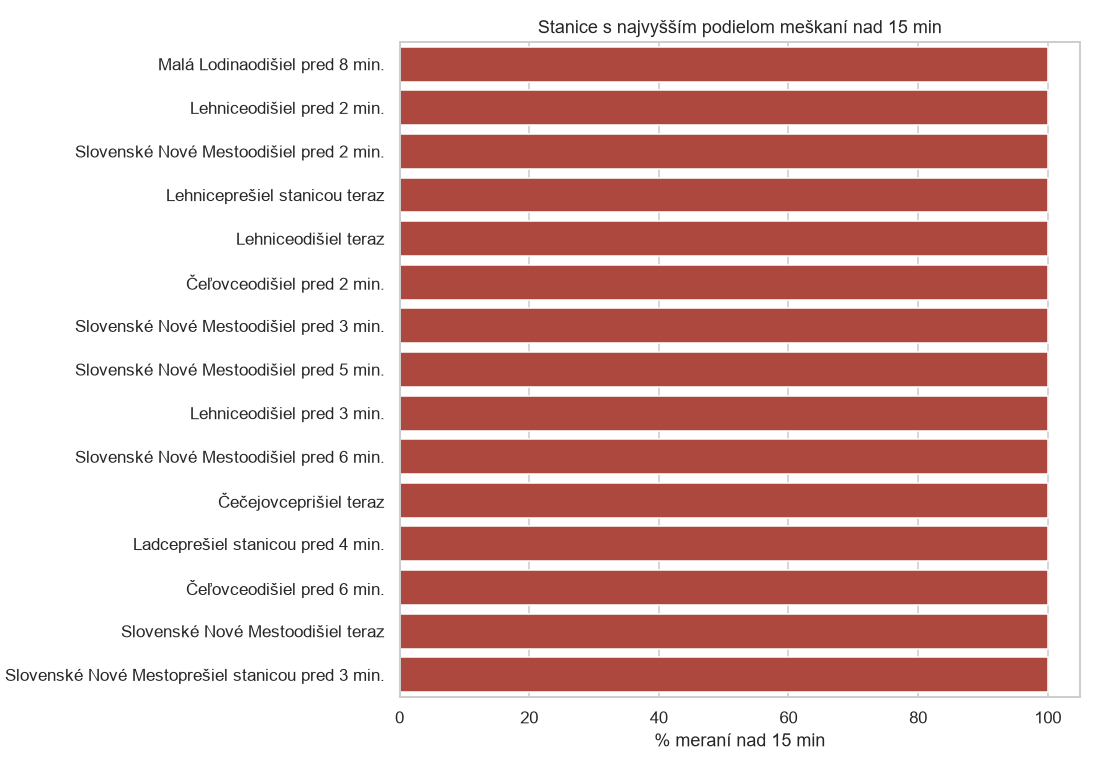 Stanice s najvyšším podielom meškaní nad 15 min
Malá Lodinaodišiel pred 8 min.
Lehniceodišiel pred 2 min.
Slovenské Nové Mestoodišiel pred 2 min.
Lehniceprešiel stanicou teraz
Lehniceodišiel teraz
Čeľovceodišiel pred 2 min.
Slovenské Nové Mestoodišiel pred 3 min.
Slovenské Nové Mestoodišiel pred 5 min.
Lehniceodišiel pred 3 min.
Slovenské Nové Mestoodišiel pred 6 min.
Čečejovceprišiel teraz
Ladceprešiel stanicou pred 4 min.
Čeľovceodišiel pred 6 min.
Slovenské Nové Mestoodišiel teraz
Slovenské Nové Mestoprešiel stanicou pred 3 min.
0 20 40 60 80 100
% meraní nad 15 min